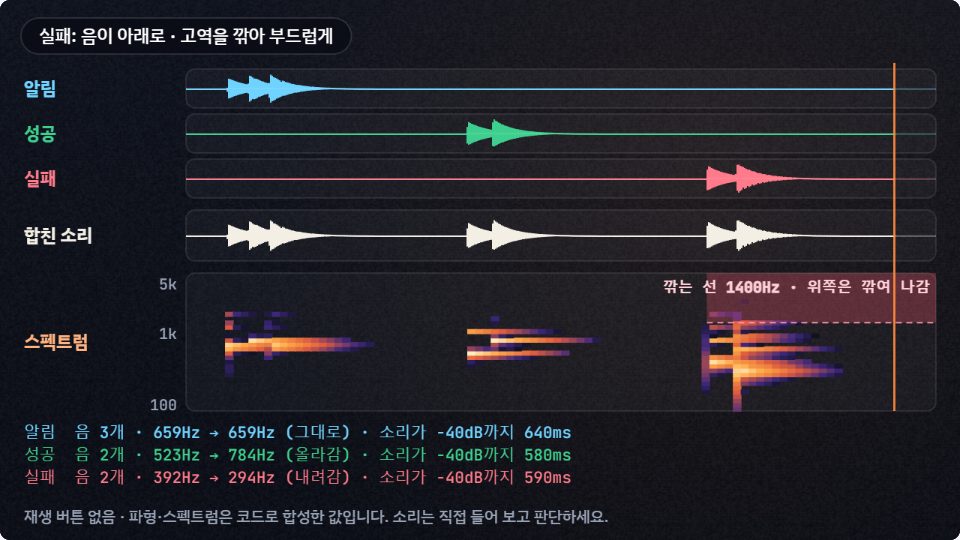 실패: 음이 아래로 · 고역을 깎아 부드럽게
알림
성공
실패
합친 소리
5k
깎는 선 1400Hz · 위쪽은 깎여 나감
스펙트럼
1k
100
알림 음 3개 · 659Hz → 659Hz (그대로) · 소리가 -40dB까지 640ms
성공 음 2개 · 523Hz → 784Hz (올라감) · 소리가 -40dB까지 580ms
실패 음 2개 · 392Hz → 294Hz (내려감) · 소리가 -40dB까지 590ms
재생 버튼 없음 · 파형·스펙트럼은 코드로 합성한 값입니다. 소리는 직접 들어 보고 판단하세요.